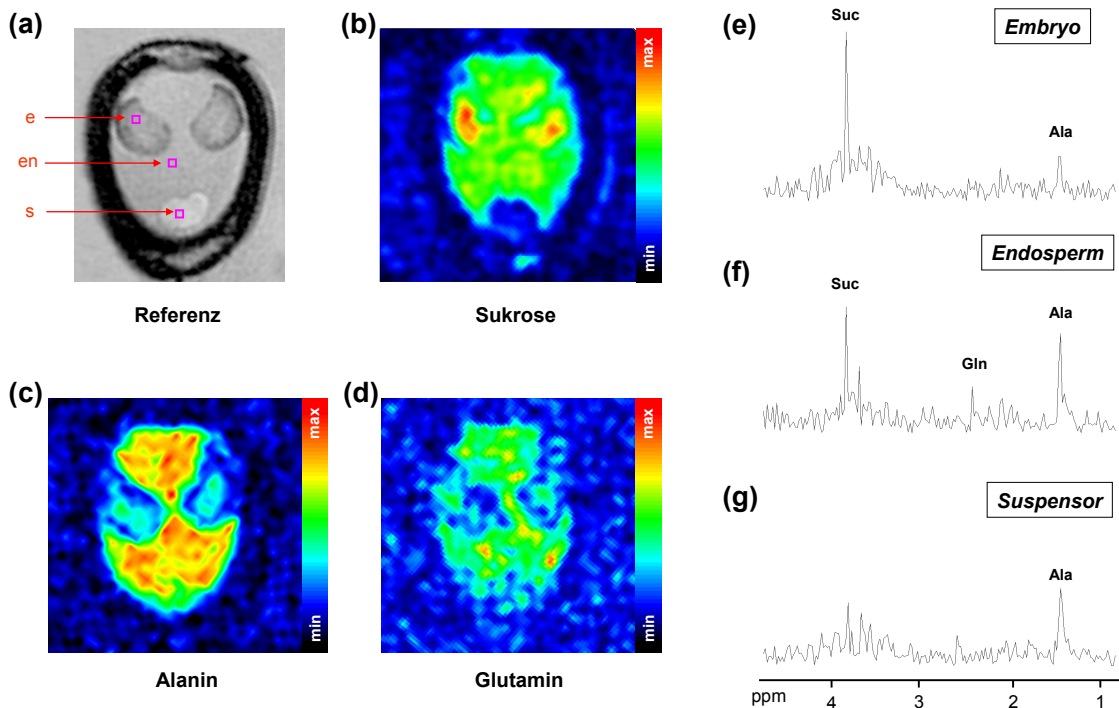 (a)
e
en
s
Referenz
(b)
max
min
Sukrose
(c)
max
min
Alanin
(d)
max
min
Glutamin
(e)
Embryo
Suc
Ala
(f)
Endosperm
Suc
Gln
Ala
(g)
Suspensor
Ala
ppm 4 3 2 1